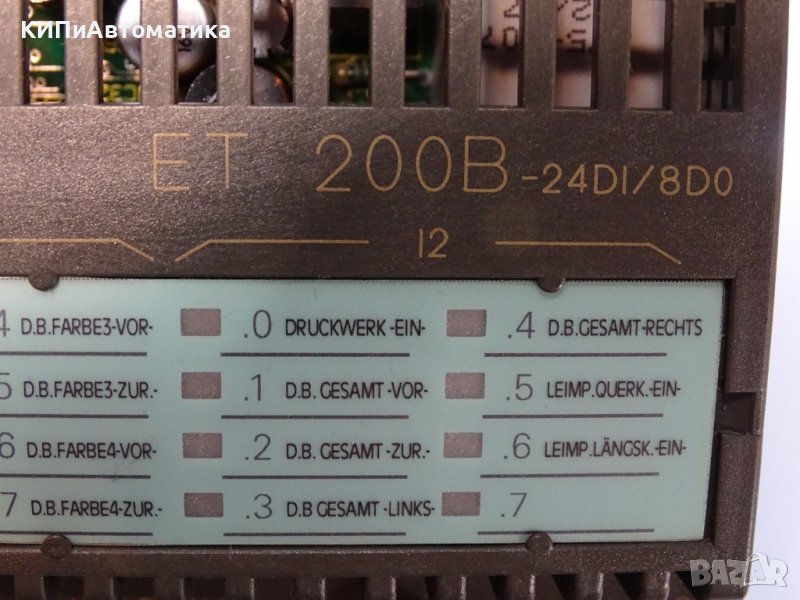 КИПиАвтоматика
ET 200B-24DI/8DO
I2
4 D.B.FARBE3-VOR-
.0 DRUCKWERK-EIN-
.4 D.B.GESAMT-RECHTS
5 D.B.FARBE3-ZUR.-
.1 D.B. GESAMT-VOR-
.5 LEIMP.QUERK.-EIN-
6 D.B.FARBE4-VOR-
.2 D.B. GESAMT-ZUR.-
.6 LEIMP.LÄNGSK.-EIN-
7 D.B.FARBE4-ZUR.-
.3 D.B GESAMT-LINKS-
.7
BAZAR